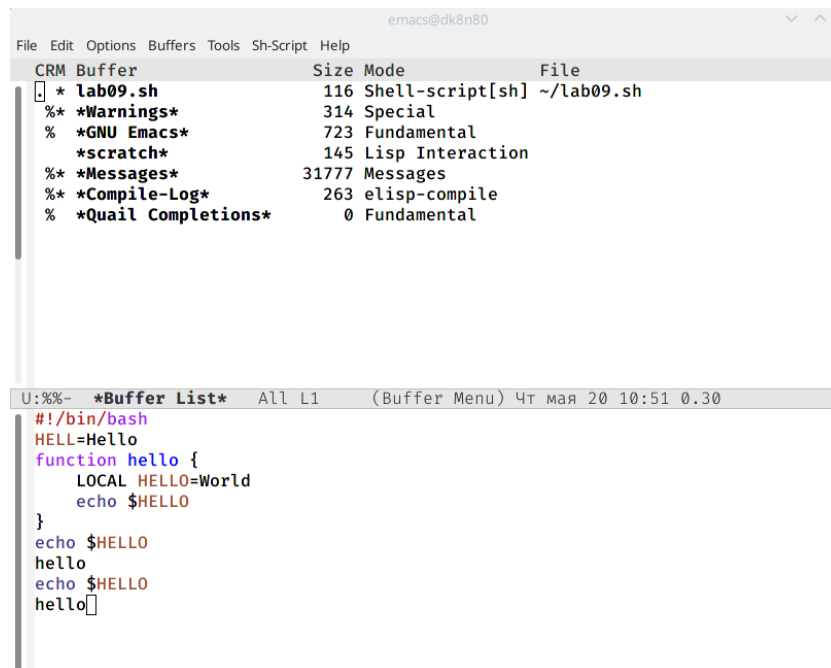 emacs@dk8n80
File Edit Options Buffers Tools Sh-Script Help
CRM Buffer Size Mode File
. * lab09.sh 116 Shell-script[sh] ~/lab09.sh
%* *Warnings* 314 Special
% *GNU Emacs* 723 Fundamental
*scratch* 145 Lisp Interaction
%* *Messages* 31777 Messages
%* *Compile-Log* 263 elisp-compile
% *Quail Completions* 0 Fundamental
U:%%- *Buffer List* All L1 (Buffer Menu) Чт мая 20 10:51 0.30
#!/bin/bash
HELL=Hello
function hello {
LOCAL HELLO=World
echo $HELLO
}
echo $HELLO
hello
echo $HELLO
hello